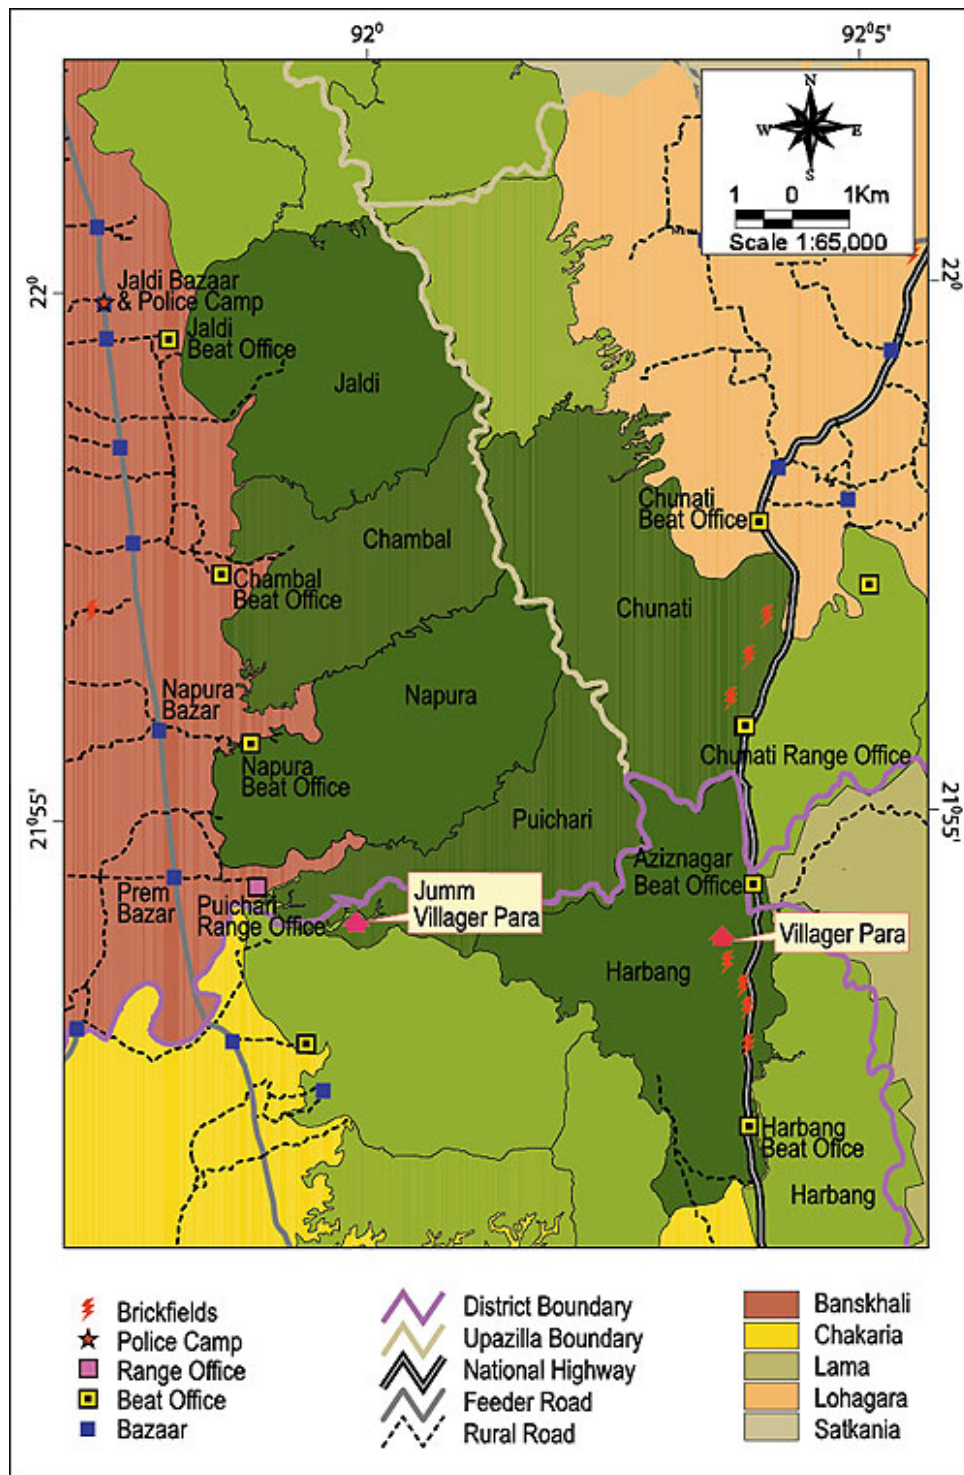 92⁰
92⁰5'
N
W
E
S
1 0 1Km
Scale 1:65,000
22⁰
22⁰
Jaldi Bazaar
& Police Camp
Jaldi
Beat Office
Jaldi
Chunati
Beat Office
Chambal
Chambal
Beat Office
Chunati
Napura
Bazar
Napura
Napura
Beat Office
Chunati Range Office
21⁰55'
21⁰55'
Puichari
Aziznagar
Beat Office
Prem
Bazar
Puichari
Range Office
Jumm
Villager Para
Villager Para
Harbang
Harbang
Beat Ofice
Harbang
Brickfields
Police Camp
Range Office
Beat Office
Bazaar
District Boundary
Upazilla Boundary
National Highway
Feeder Road
Rural Road
Banskhali
Chakaria
Lama
Lohagara
Satkania